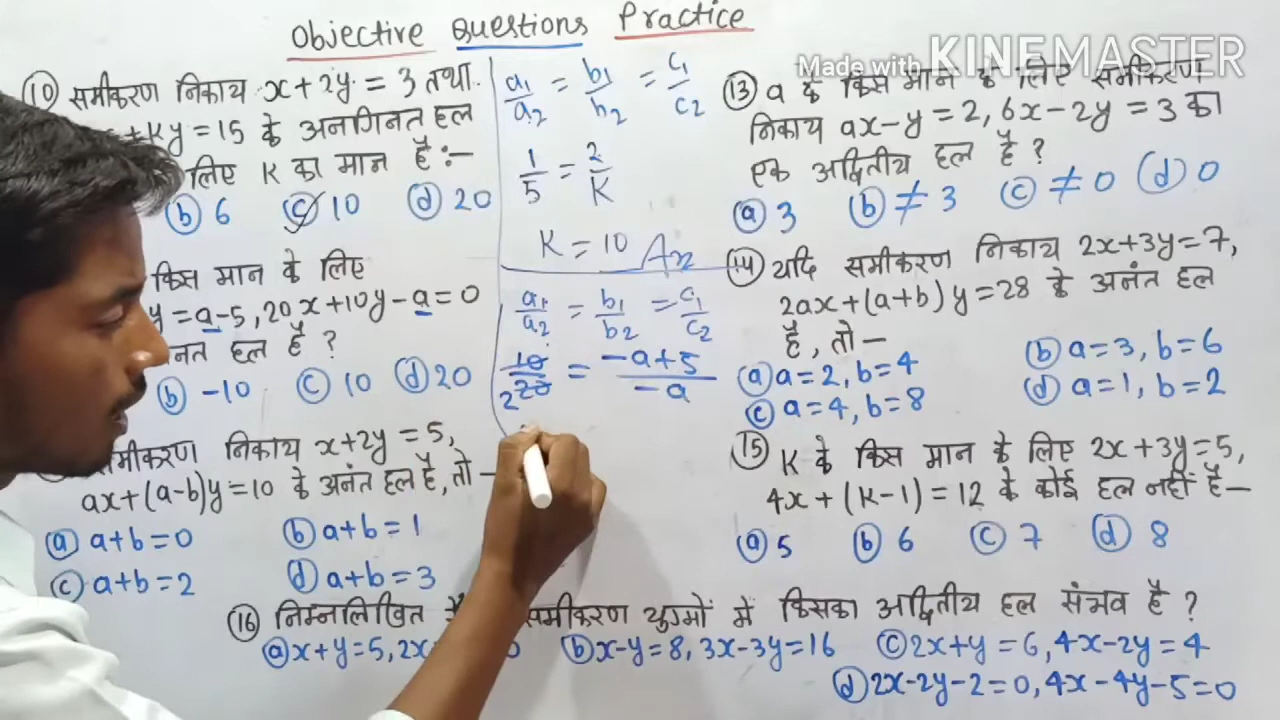 Objective Questions Practice
Made with KINEMASTER
⑩ समीकरण निकाय x+2y = 3 तथा
+Ky=15 के अनगिनत हल
लिए K का मान है :-
ⓑ 6 ⓒ 10 ⓓ 20
किस मान के लिए
y = a-5, 20x+10y-a=0
नत हल है ?
ⓑ -10 ⓒ 10 ⓓ 20
समीकरण निकाय x+2y = 5,
ax+(a-b)y=10 के अनंत हल है, तो -
ⓐ a+b=0 ⓑ a+b=1
ⓒ a+b=2 ⓓ a+b=3
a1/a2 = b1/b2 = c1/c2
1/5 = 2/K
K = 10 Ans
a1/a2 = b1/b2 = c1/c2
10/20 = -a+5/-a
2
⑬ a के किस मान के लिए समीकरण
निकाय ax-y=2, 6x-2y=3 का
एक अद्वितीय हल है ?
ⓐ 3 ⓑ ≠3 ⓒ ≠0 ⓓ 0
⑭ यदि समीकरण निकाय 2x+3y=7,
2ax+(a+b)y=28 के अनंत हल
है, तो-
ⓐ a=2, b=4 ⓑ a=3, b=6
ⓒ a=4, b=8 ⓓ a=1, b=2
⑮ K के किस मान के लिए 2x+3y=5,
4x+(K-1)=12 के कोई हल नहीं है-
ⓐ 5 ⓑ 6 ⓒ 7 ⓓ 8
⑯ निम्नलिखित समीकरण युग्मों में किसका अद्वितीय हल संभव है ?
ⓐ x+y=5, 2x 0 ⓑ x-y=8, 3x-3y=16 ⓒ 2x+y=6, 4x-2y=4
ⓓ 2x-2y-2=0, 4x-4y-5=0